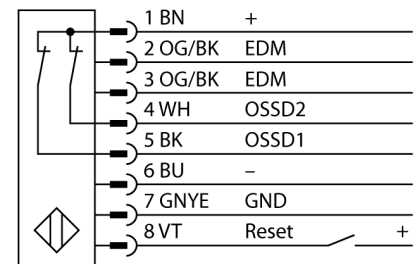 1 BN +
2 OG/BK EDM
3 OG/BK EDM
4 WH OSSD2
5 BK OSSD1
6 BU –
7 GNYE GND
8 VT Reset +